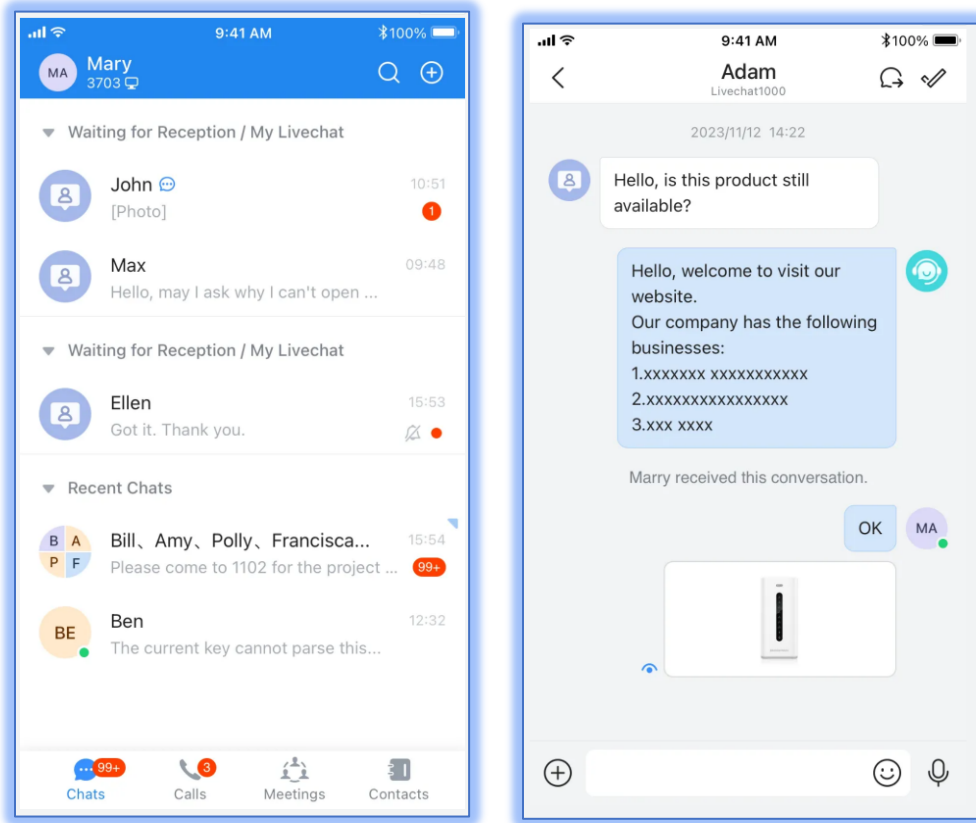 9:41 AM
100%
MA
Mary
3703
Waiting for Reception / My Livechat
John
10:51
[Photo]
1
Max
09:48
Hello, may I ask why I can't open ...
Waiting for Reception / My Livechat
Ellen
15:53
Got it. Thank you.
Recent Chats
B A
P F
Bill、Amy、Polly、Francisca...
15:54
Please come to 1102 for the project ...
99+
BE
Ben
12:32
The current key cannot parse this...
99+
3
Chats
Calls
Meetings
Contacts
9:41 AM
100%
Adam
Livechat1000
2023/11/12 14:22
Hello, is this product still
available?
Hello, welcome to visit our
website.
Our company has the following
businesses:
1.xxxxxxx xxxxxxxxxxx
2.xxxxxxxxxxxxxxxx
3.xxx xxxx
Marry received this conversation.
OK
MA